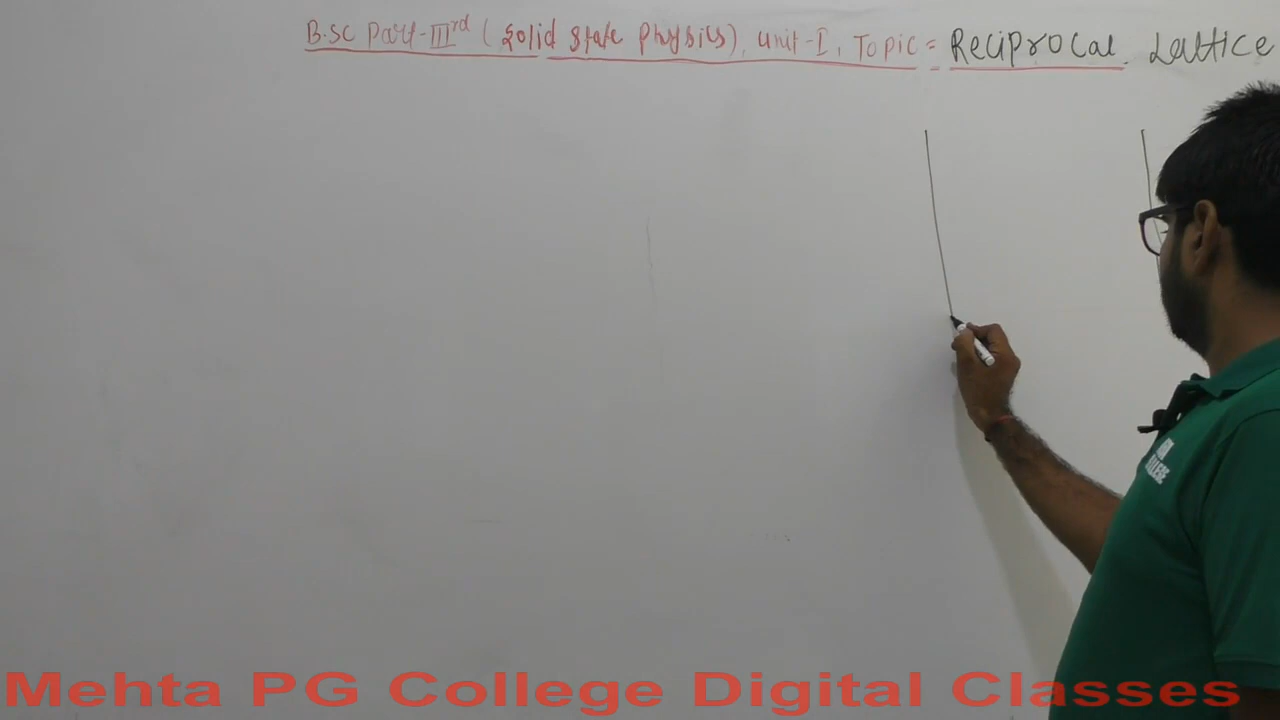 B.SC Part-IIIrd (Solid State Physics), Unit-I, Topic = Reciprocal Lattice
Mehta PG College Digital Classes